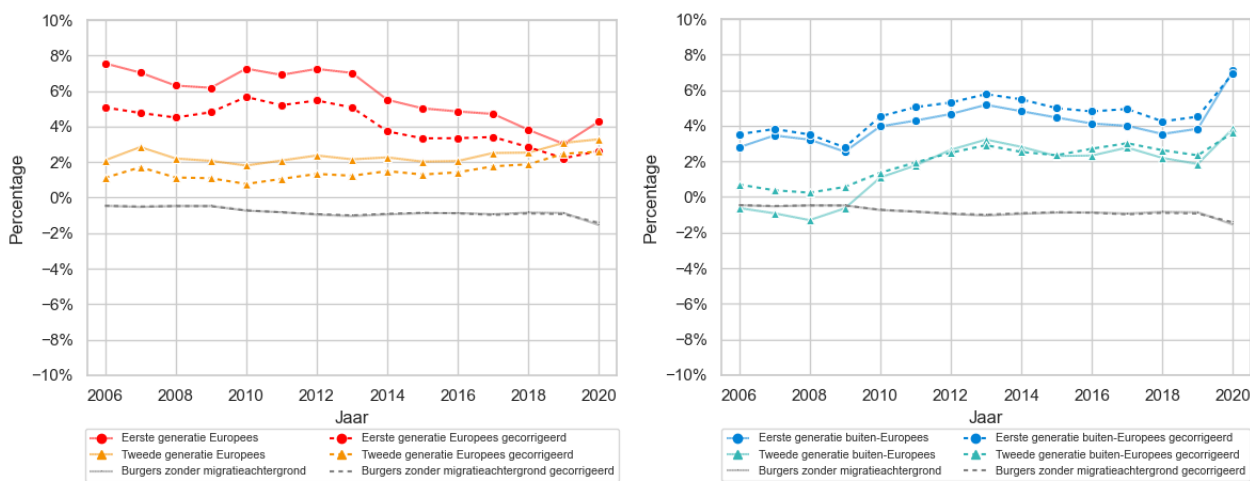 10%
8%
6%
4%
2%
0%
−2%
−4%
−6%
−8%
−10%
Percentage
2006 2008 2010 2012 2014 2016 2018 2020
Jaar
Eerste generatie Europees
Tweede generatie Europees
Burgers zonder migratieachtergrond
Eerste generatie Europees gecorrigeerd
Tweede generatie Europees gecorrigeerd
Burgers zonder migratieachtergrond gecorrigeerd
10%
8%
6%
4%
2%
0%
−2%
−4%
−6%
−8%
−10%
Percentage
2006 2008 2010 2012 2014 2016 2018 2020
Jaar
Eerste generatie buiten-Europees
Tweede generatie buiten-Europees
Burgers zonder migratieachtergrond
Eerste generatie buiten-Europees gecorrigeerd
Tweede generatie buiten-Europees gecorrigeerd
Burgers zonder migratieachtergrond gecorrigeerd